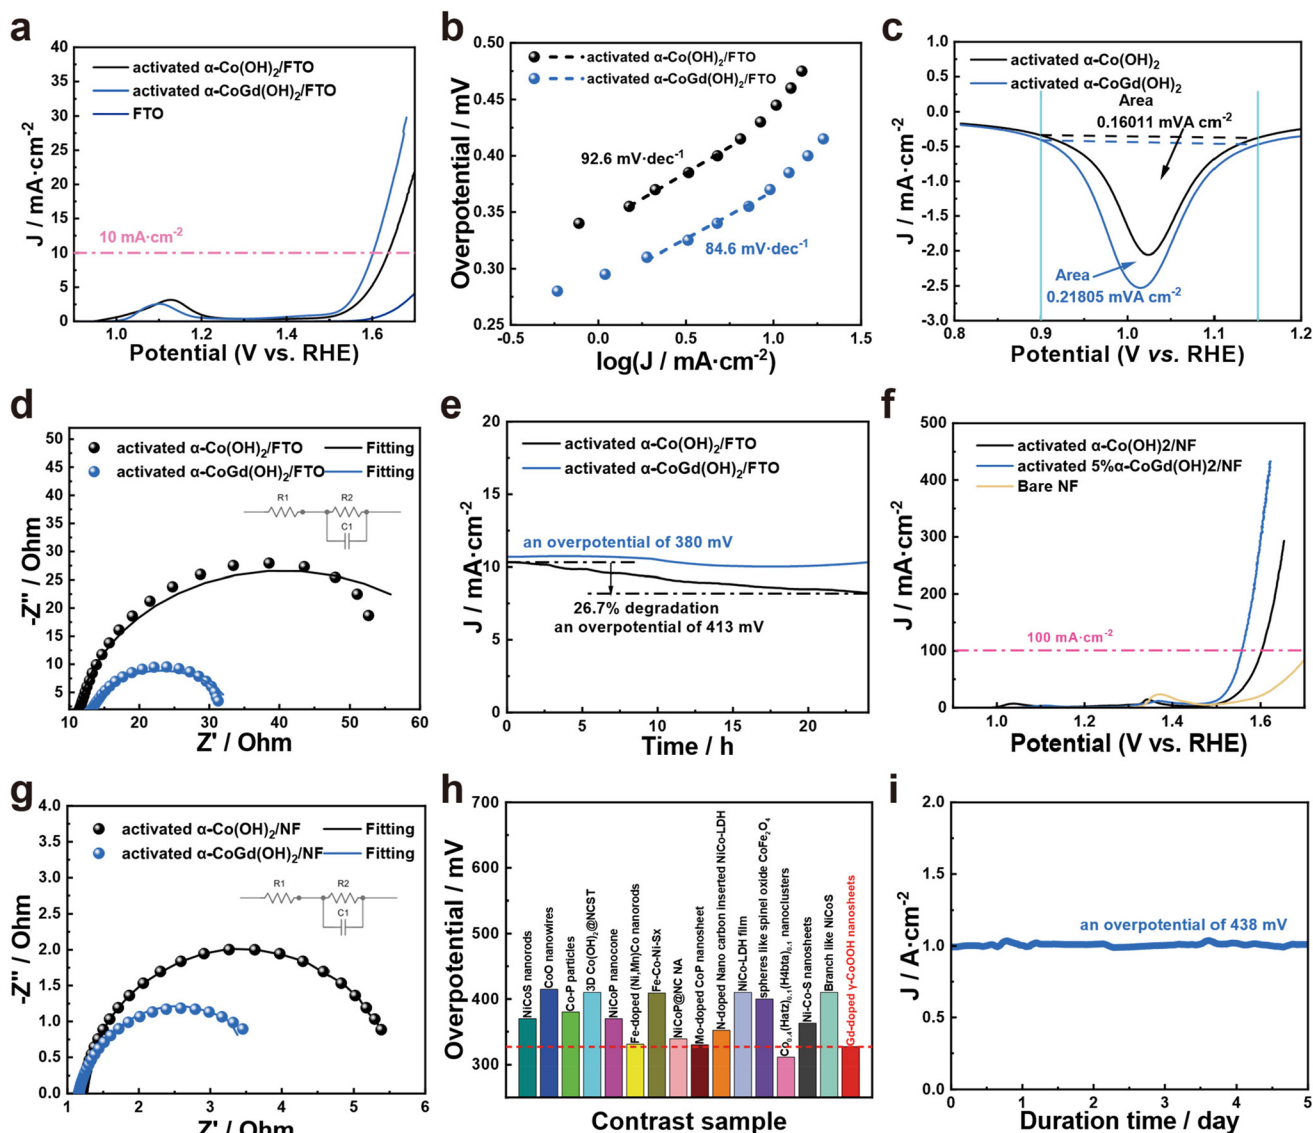 a
40
35
30
25
20
15
10
5
0
J / mA·cm⁻²
activated α-Co(OH)₂/FTO
activated α-CoGd(OH)₂/FTO
FTO
10 mA·cm⁻²
1.0 1.2 1.4 1.6
Potential (V vs. RHE)
b
0.50
0.45
0.40
0.35
0.30
0.25
Overpotential / mV
activated α-Co(OH)₂/FTO
activated α-CoGd(OH)₂/FTO
92.6 mV·dec⁻¹
84.6 mV·dec⁻¹
-0.5 0.0 0.5 1.0 1.5
log(J / mA·cm⁻²)
c
1.0
0.5
0.0
-0.5
-1.0
-1.5
-2.0
-2.5
-3.0
J / mA·cm⁻²
activated α-Co(OH)₂
activated α-CoGd(OH)₂
Area
0.16011 mVA cm⁻²
Area
0.21805 mVA cm⁻²
0.8 0.9 1.0 1.1 1.2
Potential (V vs. RHE)
d
50
45
40
35
30
25
20
15
10
5
-Z'' / Ohm
activated α-Co(OH)₂/FTO Fitting
activated α-CoGd(OH)₂/FTO Fitting
R1 R2
C1
10 20 30 40 50 60
Z' / Ohm
e
20
15
10
5
0
J / mA·cm⁻²
activated α-Co(OH)₂/FTO
activated α-CoGd(OH)₂/FTO
an overpotential of 380 mV
26.7% degradation
an overpotential of 413 mV
0 5 10 15 20
Time / h
f
500
400
300
200
100
0
J / mA·cm⁻²
activated α-Co(OH)2/NF
activated 5%α-CoGd(OH)2/NF
Bare NF
100 mA·cm⁻²
1.0 1.2 1.4 1.6
Potential (V vs. RHE)
g
4.0
3.5
3.0
2.5
2.0
1.5
1.0
0.5
0.0
-Z'' / Ohm
activated α-Co(OH)₂/NF Fitting
activated α-CoGd(OH)₂/NF Fitting
R1 R2
C1
1 2 3 4 5 6
Z' / Ohm
h
700
600
500
400
300
Overpotential / mV
NiCoS nanorods
CoO nanowires
Co-P particles
3D Co(OH)₂@NCST
NiCoP nanocone
Fe-doped (Ni,Mn)Co nanorods
Fe-Co-Ni-Sx
NiCoP@NC NA
Mo-doped CoP nanosheet
N-doped Nano carbon inserted NiCo-LDH
NiCo-LDH film
spheres like spinel oxide CoFe₂O₄
Co₀.₄(Hatz)₀.₁(H4bta)₀.₁ nanoclusters
Ni-Co-S nanosheets
Branch like NiCoS
Gd-doped γ-CoOOH nanosheets
Contrast sample
i
2.0
1.5
1.0
0.5
0.0
J / A·cm⁻²
an overpotential of 438 mV
0 1 2 3 4 5
Duration time / day